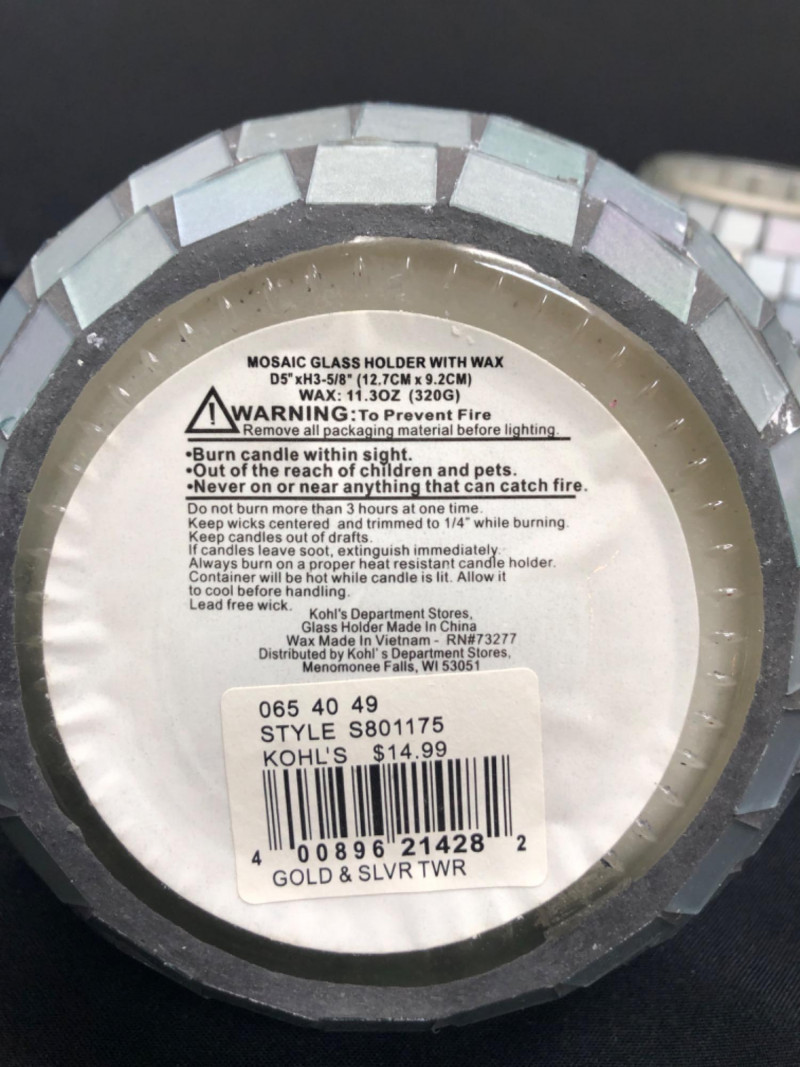 MOSAIC GLASS HOLDER WITH WAX
D5"xH3-5/8" (12.7CM x 9.2CM)
WAX: 11.3OZ (320G)
WARNING:To Prevent Fire
Remove all packaging material before lighting.
•Burn candle within sight.
•Out of the reach of children and pets.
•Never on or near anything that can catch fire.
Do not burn more than 3 hours at one time.
Keep wicks centered and trimmed to 1/4" while burning.
Keep candles out of drafts.
If candles leave soot, extinguish immediately.
Always burn on a proper heat resistant candle holder.
Container will be hot while candle is lit. Allow it
to cool before handling.
Lead free wick.
Kohl's Department Stores,
Glass Holder Made In China
Wax Made In Vietnam - RN#73277
Distributed by Kohl's Department Stores,
Menomonee Falls, WI 53051
065 40 49
STYLE S801175
KOHL'S $14.99
4 00896 21428 2
GOLD & SLVR TWR